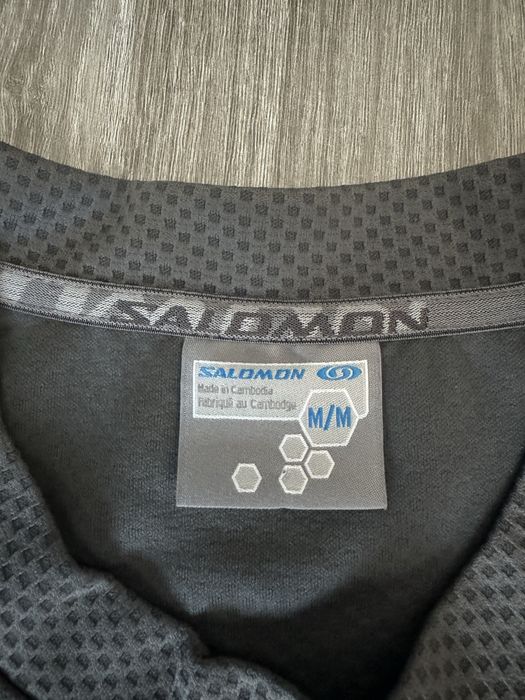 SALOMON
SALOMON
Made in Cambodia
Fabriqué au Cambodge
M/M